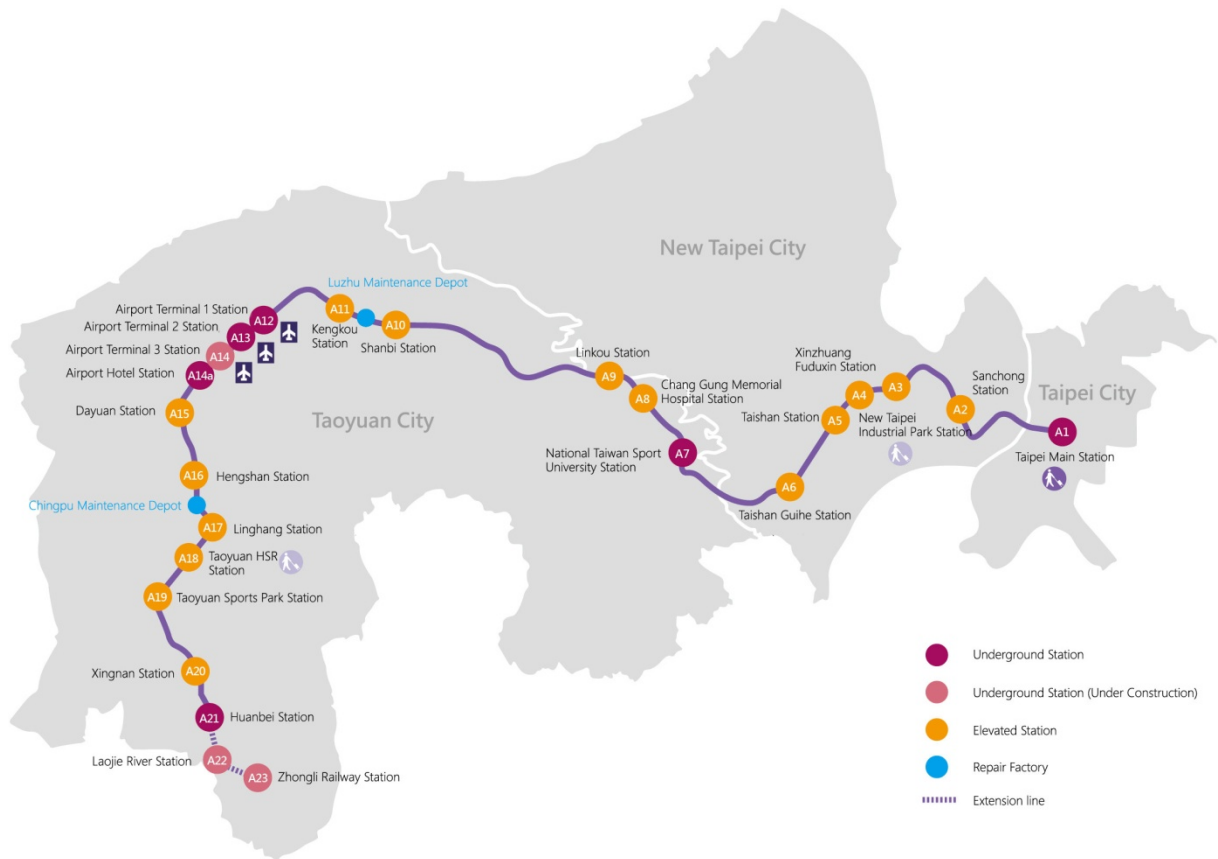 New Taipei City
Taipei City
Taoyuan City
Luzhu Maintenance Depot
Airport Terminal 1 Station
A12
Airport Terminal 2 Station
A13
Airport Terminal 3 Station
A14
Airport Hotel Station
A14a
A11
Kengkou
Station
A10
Shanbi Station
Linkou Station
A9
Chang Gung Memorial
Hospital Station
A8
Xinzhuang
Fuduxin Station
A4
A3
Sanchong
Station
A2
Taishan Station
A5
New Taipei
Industrial Park Station
A1
Taipei Main Station
National Taiwan Sport
University Station
A7
A6
Taishan Guihe Station
Dayuan Station
A15
A16
Hengshan Station
Chingpu Maintenance Depot
A17
Linghang Station
A18
Taoyuan HSR
Station
A19
Taoyuan Sports Park Station
Xingnan Station
A20
A21
Huanbei Station
Laojie River Station
A22
A23
Zhongli Railway Station
Underground Station
Underground Station (Under Construction)
Elevated Station
Repair Factory
Extension line